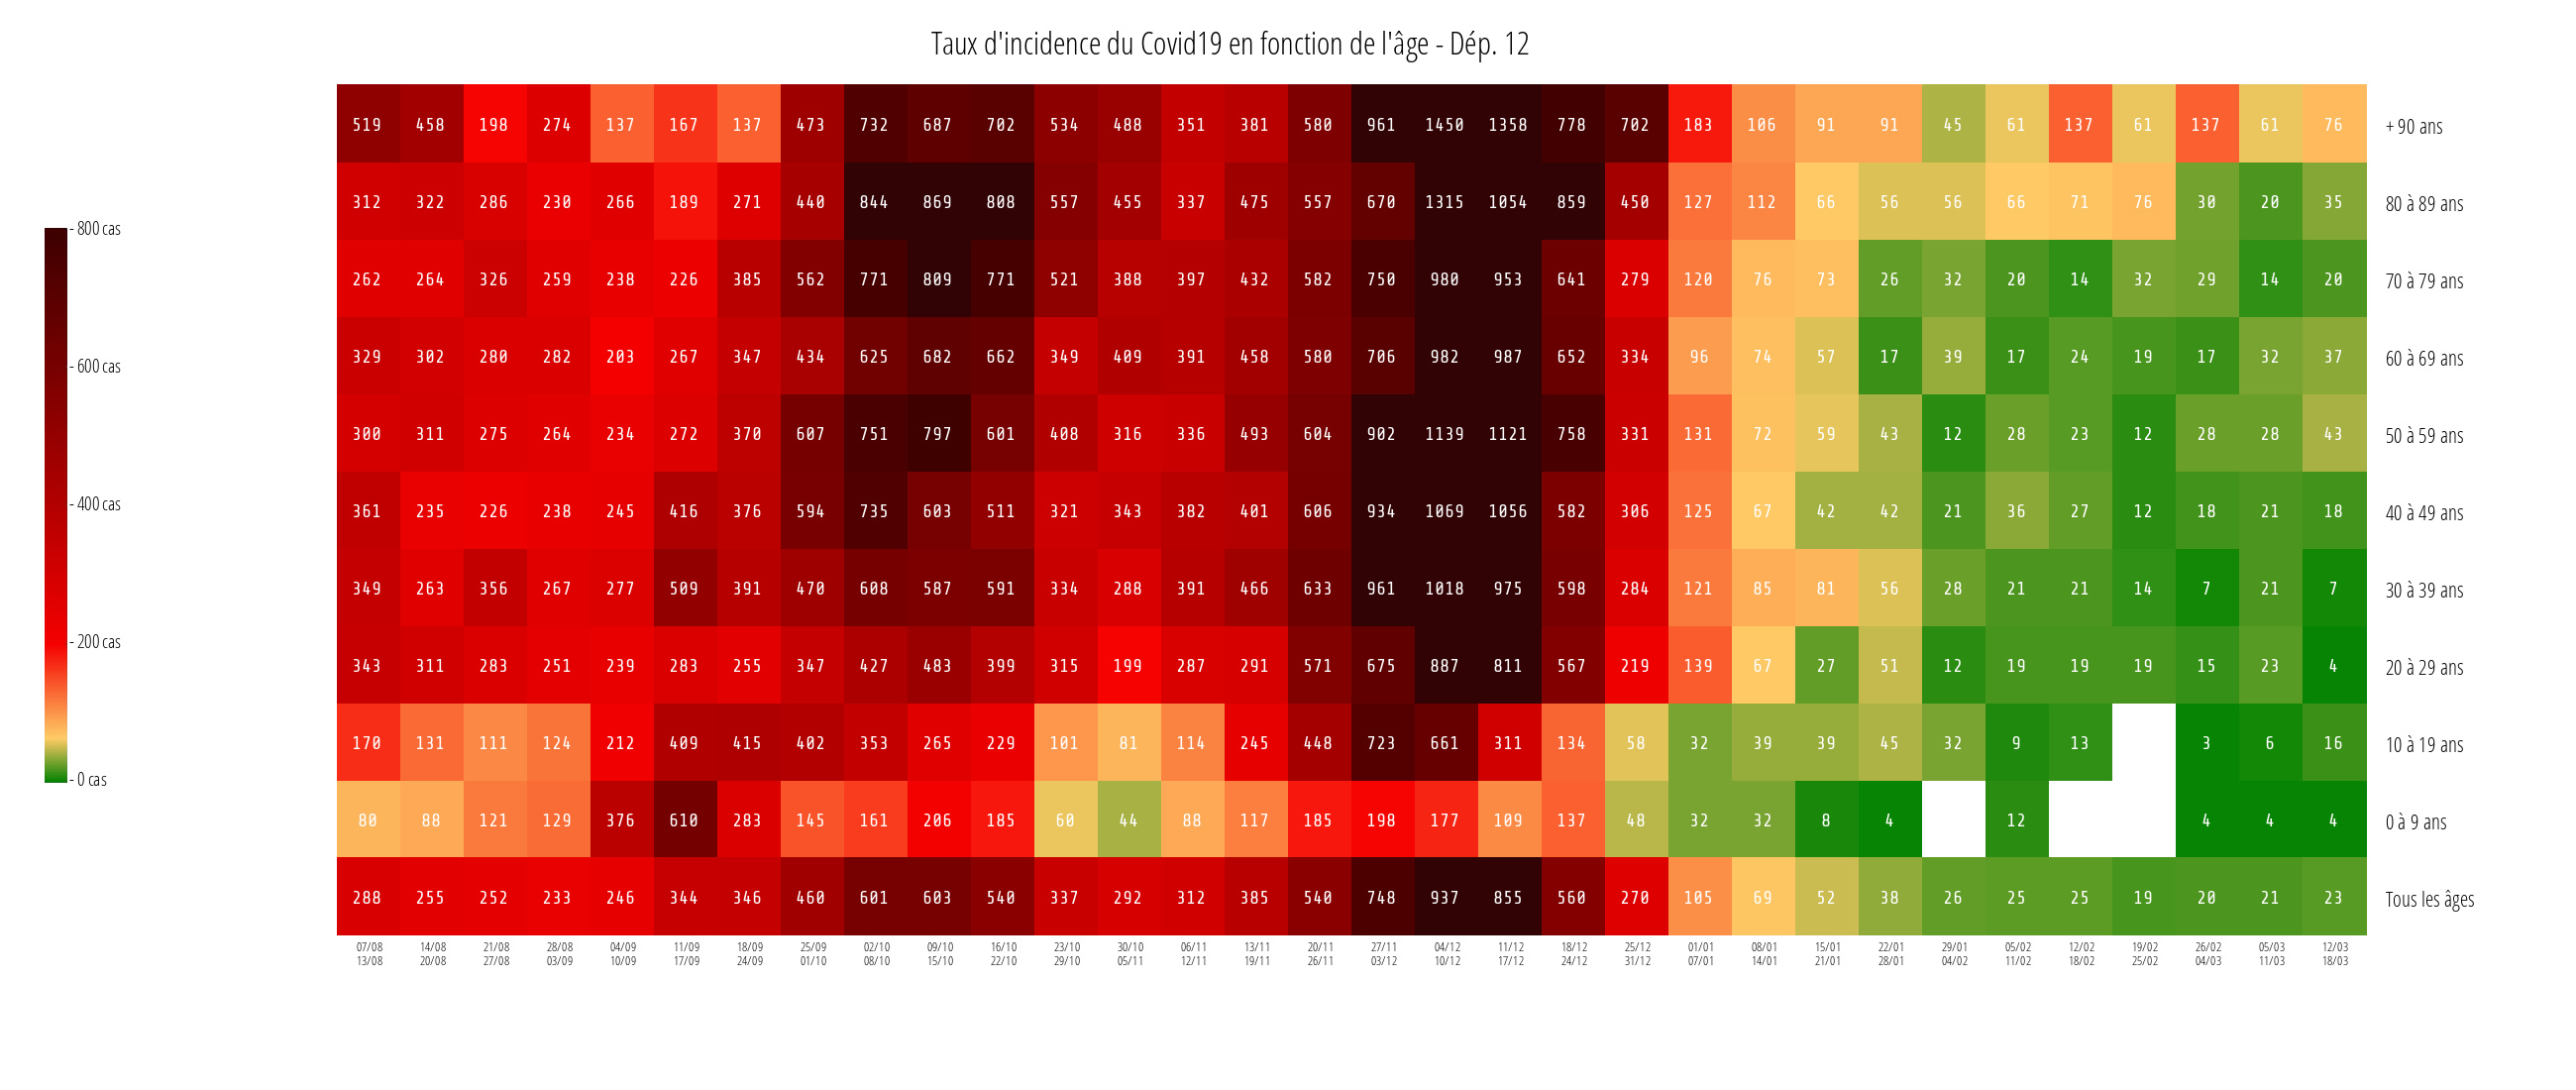 Taux d'incidence du Covid19 en fonction de l'âge - Dép. 12
- 800 cas
- 600 cas
- 400 cas
- 200 cas
- 0 cas
519 458 198 274 137 167 137 473 732 687 702 534 488 351 381 580 961 1450 1358 778 702 183 106 91 91 45 61 137 61 137 61 76 + 90 ans
312 322 286 230 266 189 271 440 844 869 808 557 455 337 475 557 670 1315 1054 859 450 127 112 66 56 56 66 71 76 30 20 35 80 à 89 ans
262 264 326 259 238 226 385 562 771 809 771 521 388 397 432 582 750 980 953 641 279 120 76 73 26 32 20 14 32 29 14 20 70 à 79 ans
329 302 280 282 203 267 347 434 625 682 662 349 409 391 458 580 706 982 987 652 334 96 74 57 17 39 17 24 19 17 32 37 60 à 69 ans
300 311 275 264 234 272 370 607 751 797 601 408 316 336 493 604 902 1139 1121 758 331 131 72 59 43 12 28 23 12 28 28 43 50 à 59 ans
361 235 226 238 245 416 376 594 735 603 511 321 343 382 401 606 934 1069 1056 582 306 125 67 42 42 21 36 27 12 18 21 18 40 à 49 ans
349 263 356 267 277 509 391 470 608 587 591 334 288 391 466 633 961 1018 975 598 284 121 85 81 56 28 21 21 14 7 21 7 30 à 39 ans
343 311 283 251 239 283 255 347 427 483 399 315 199 287 291 571 675 887 811 567 219 139 67 27 51 12 19 19 19 15 23 4 20 à 29 ans
170 131 111 124 212 409 415 402 353 265 229 101 81 114 245 448 723 661 311 134 58 32 39 39 45 32 9 13 3 6 16 10 à 19 ans
80 88 121 129 376 610 283 145 161 206 185 60 44 88 117 185 198 177 109 137 48 32 32 8 4 12 4 4 4 0 à 9 ans
288 255 252 233 246 344 346 460 601 603 540 337 292 312 385 540 748 937 855 560 270 105 69 52 38 26 25 25 19 20 21 23 Tous les âges
07/08 14/08 21/08 28/08 04/09 11/09 18/09 25/09 02/10 09/10 16/10 23/10 30/10 06/11 13/11 20/11 27/11 04/12 11/12 18/12 25/12 01/01 08/01 15/01 22/01 29/01 05/02 12/02 19/02 26/02 05/03 12/03
13/08 20/08 27/08 03/09 10/09 17/09 24/09 01/10 08/10 15/10 22/10 29/10 05/11 12/11 19/11 26/11 03/12 10/12 17/12 24/12 31/12 07/01 14/01 21/01 28/01 04/02 11/02 18/02 25/02 04/03 11/03 18/03